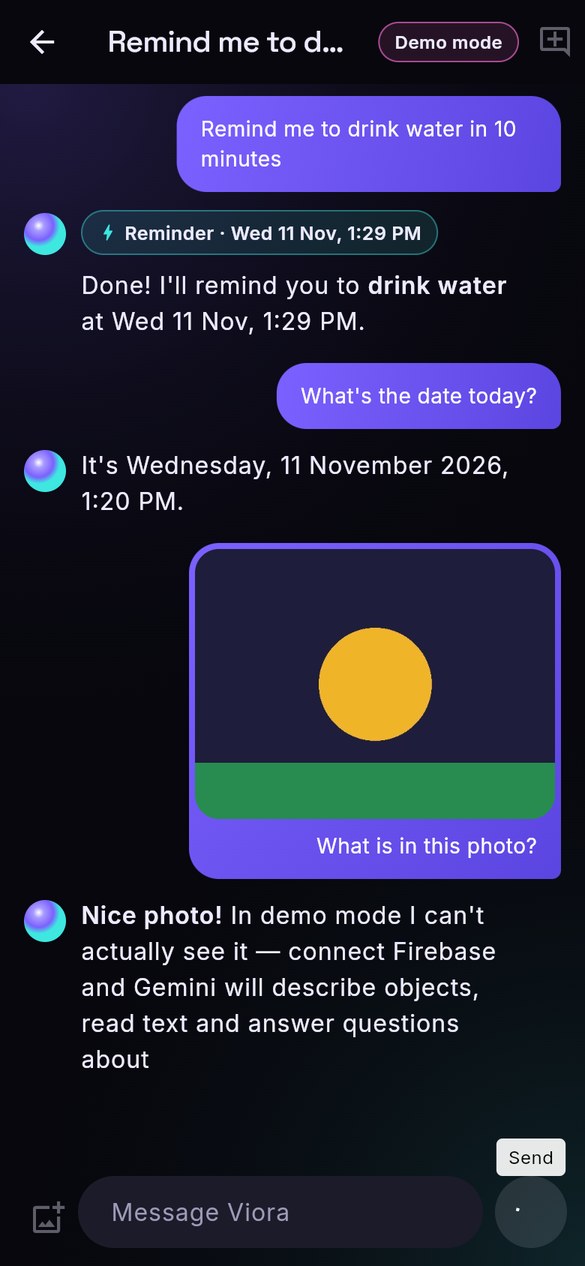 Remind me to d...
Demo mode
Remind me to drink water in 10
minutes
Reminder · Wed 11 Nov, 1:29 PM
Done! I'll remind you to drink water
at Wed 11 Nov, 1:29 PM.
What's the date today?
It's Wednesday, 11 November 2026,
1:20 PM.
What is in this photo?
Nice photo! In demo mode I can't
actually see it — connect Firebase
and Gemini will describe objects,
read text and answer questions
about
Send
Message Viora